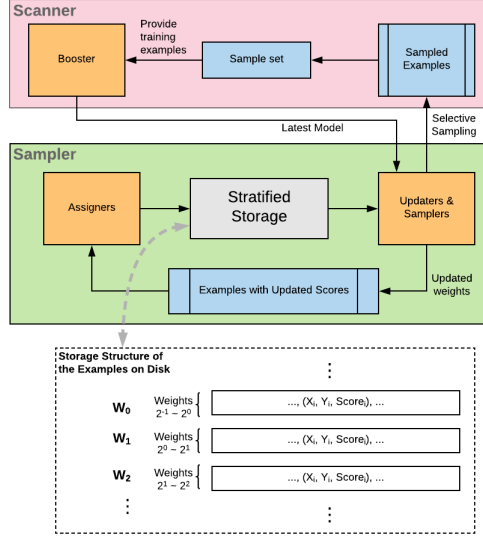 Scanner
Provide
training
examples
Booster
Sample set
Sampled
Examples
Latest Model
Selective
Sampling
Sampler
Assigners
Stratified
Storage
Updaters &
Samplers
Examples with Updated Scores
Updated
weights
Storage Structure of
the Examples on Disk
⋮
W₀
Weights
2⁻¹ – 2⁰
..., (Xᵢ, Yᵢ, Scoreᵢ), ...
W₁
Weights
2⁰ – 2¹
..., (Xᵢ, Yᵢ, Scoreᵢ), ...
W₂
Weights
2¹ – 2²
..., (Xᵢ, Yᵢ, Scoreᵢ), ...
⋮
⋮